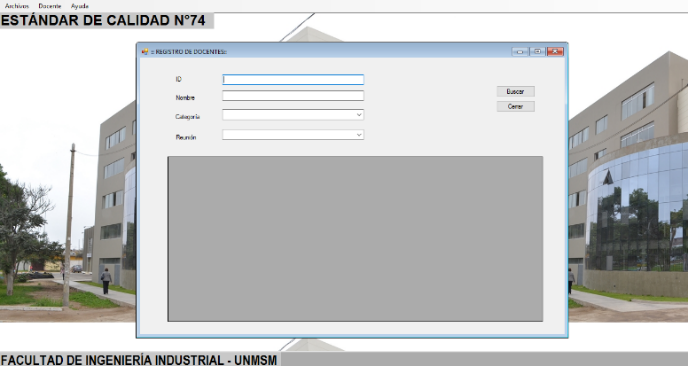 Archivos Docente Ayuda
ESTÁNDAR DE CALIDAD N°74
:: REGISTRO DE DOCENTES::
ID
Nombre
Buscar
Cerrar
Categoría
Reunión
FACULTAD DE INGENIERÍA INDUSTRIAL - UNMSM